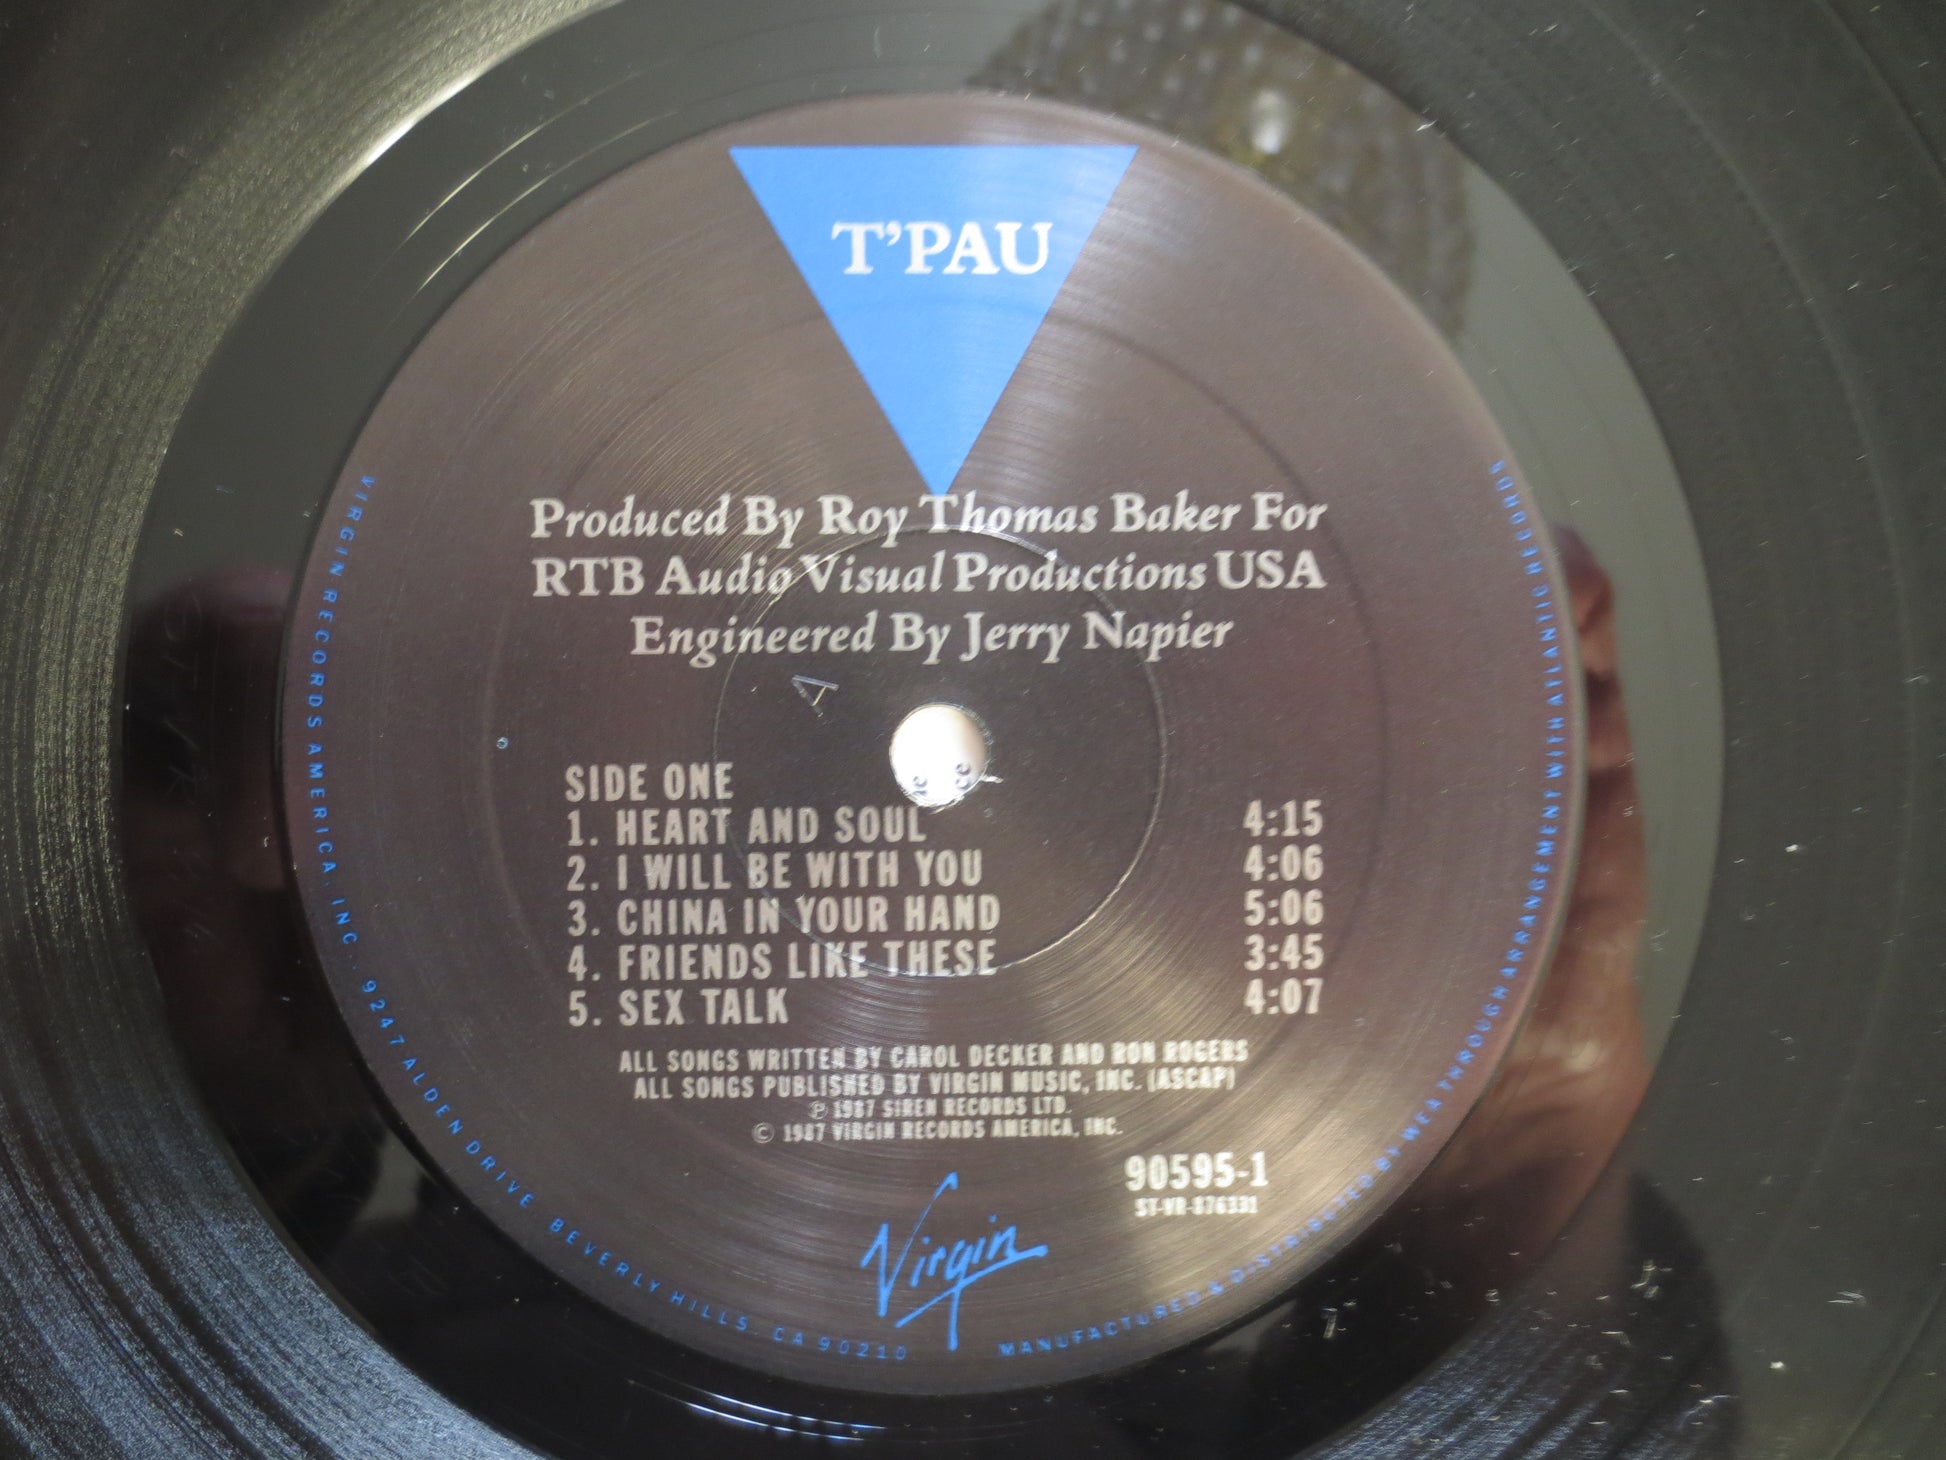 T'PAU
Produced By Roy Thomas Baker For
RTB Audio Visual Productions USA
Engineered By Jerry Napier
A
SIDE ONE
1. HEART AND SOUL 4:15
2. I WILL BE WITH YOU 4:06
3. CHINA IN YOUR HAND 5:06
4. FRIENDS LIKE THESE 3:45
5. SEX TALK 4:07
ALL SONGS WRITTEN BY CAROL DECKER AND RON ROGERS
ALL SONGS PUBLISHED BY VIRGIN MUSIC, INC. (ASCAP)
℗ 1987 SIREN RECORDS LTD.
© 1987 VIRGIN RECORDS AMERICA, INC.
90595-1
ST-VR-876331
Virgin
VIRGIN RECORDS AMERICA, INC. 9247 ALDEN DRIVE, BEVERLY HILLS, CA 90210
MANUFACTURED & DISTRIBUTED BY WEA THROUGH ARRANGEMENT WITH ATLANTIC RECORDS